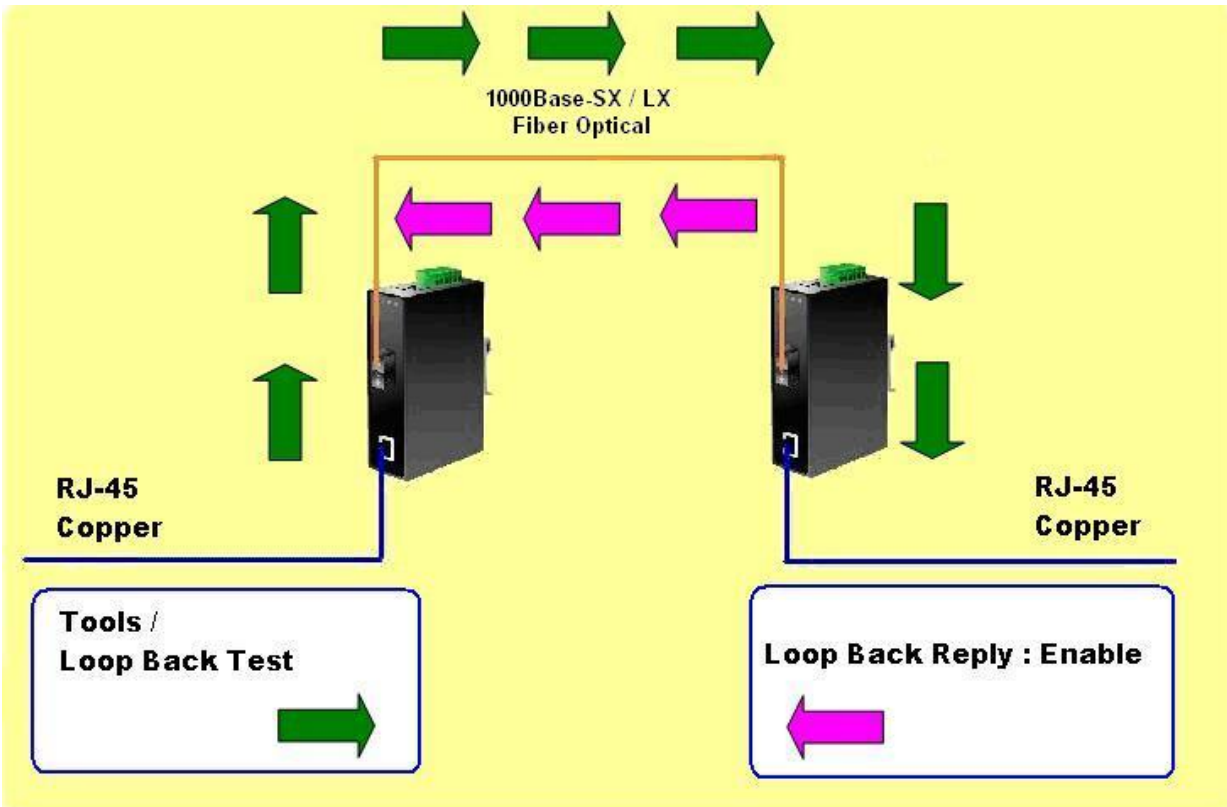 1000Base-SX / LX
Fiber Optical
RJ-45
Copper
RJ-45
Copper
Tools /
Loop Back Test
Loop Back Reply : Enable